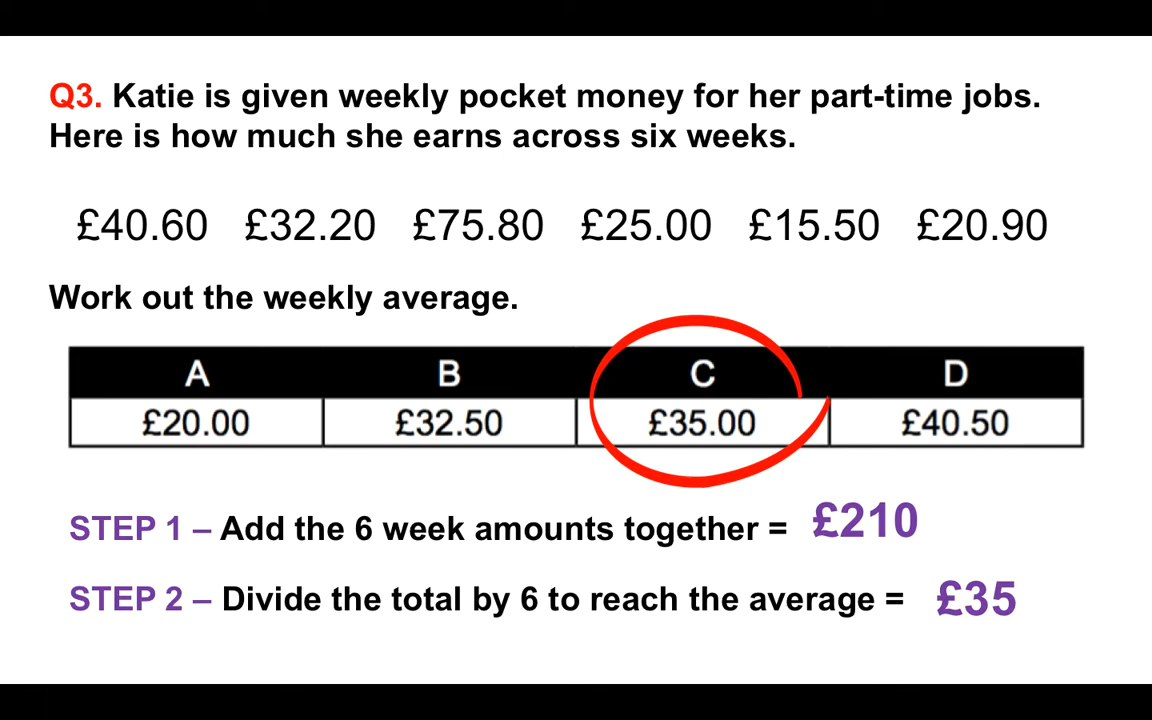 Q3. Katie is given weekly pocket money for her part-time jobs.
Here is how much she earns across six weeks.
£40.60 £32.20 £75.80 £25.00 £15.50 £20.90
Work out the weekly average.
A B C D
£20.00 £32.50 £35.00 £40.50
STEP 1 – Add the 6 week amounts together = £210
STEP 2 – Divide the total by 6 to reach the average = £35